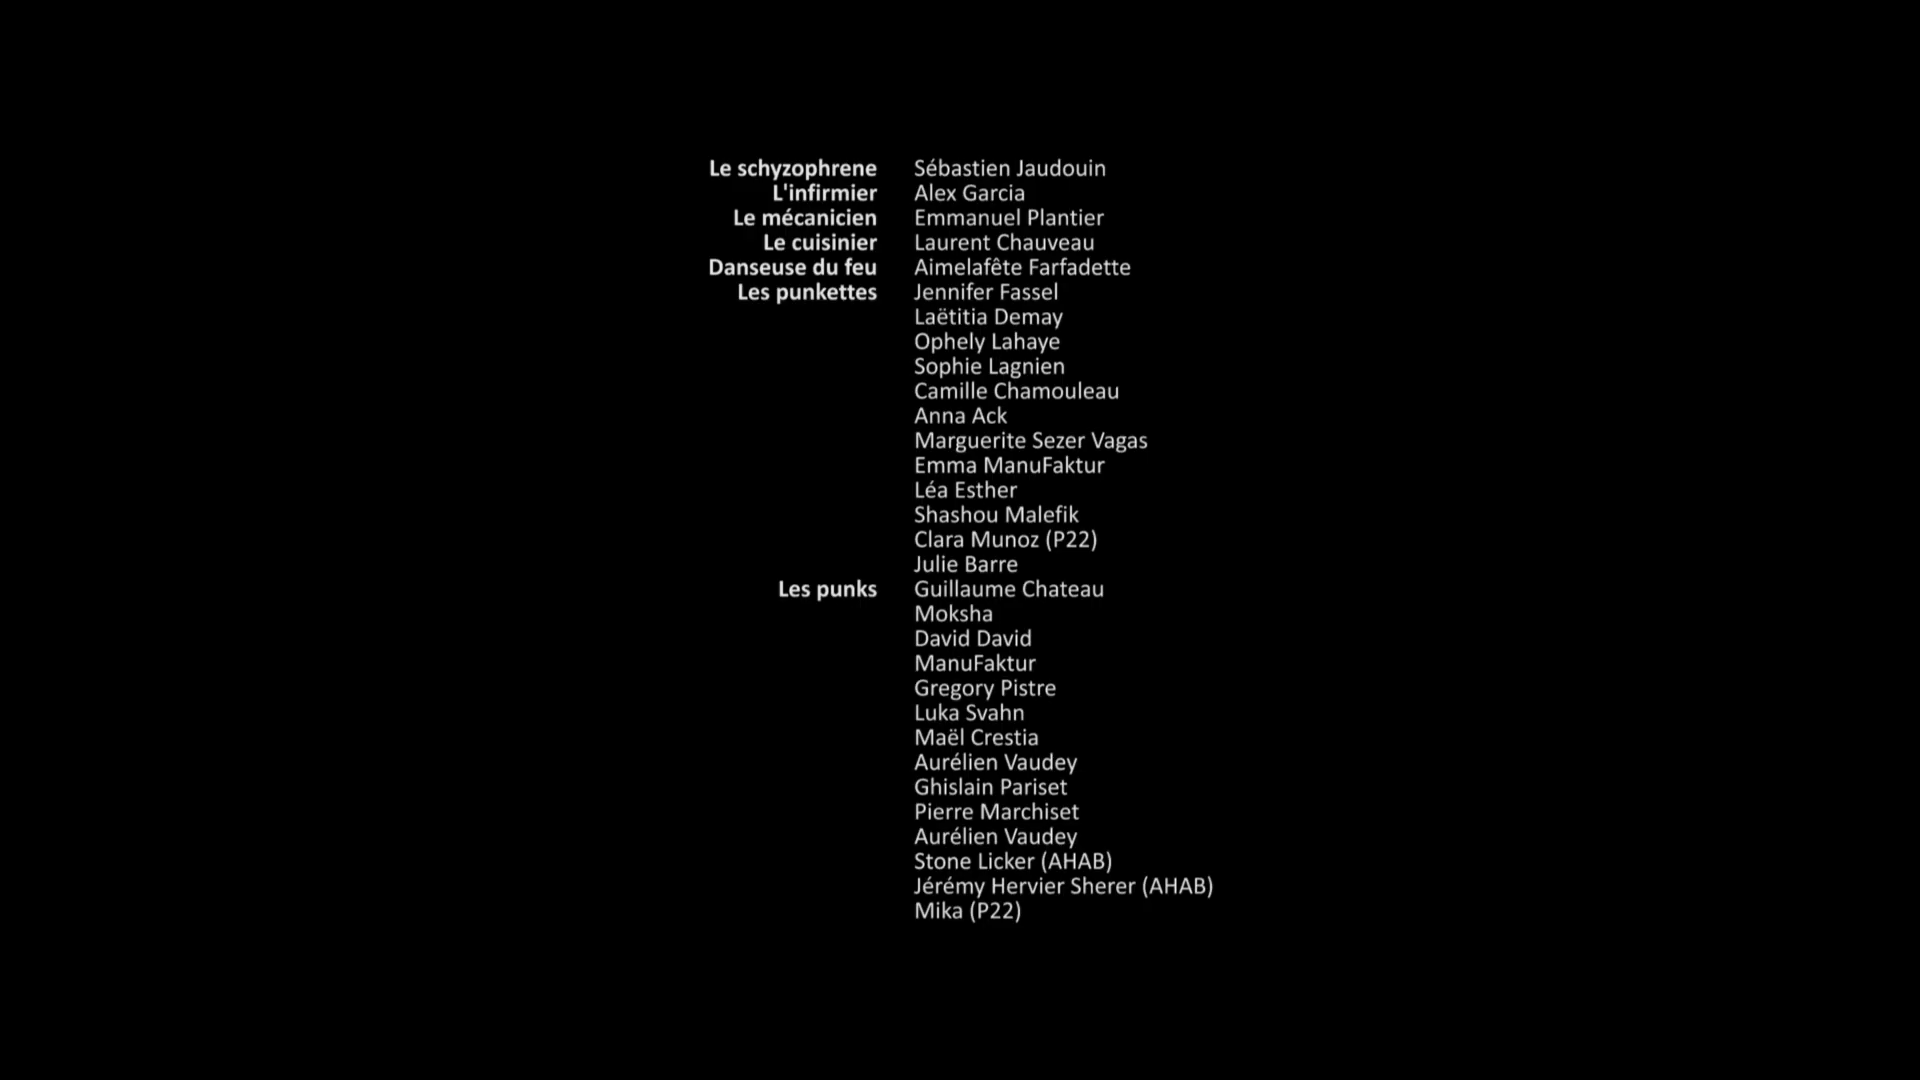 Le schyzophrene Sébastien Jaudouin
L'infirmier Alex Garcia
Le mécanicien Emmanuel Plantier
Le cuisinier Laurent Chauveau
Danseuse du feu Aimelafête Farfadette
Les punkettes Jennifer Fassel
Laëtitia Demay
Ophely Lahaye
Sophie Lagnien
Camille Chamouleau
Anna Ack
Marguerite Sezer Vagas
Emma ManuFaktur
Léa Esther
Shashou Malefik
Clara Munoz (P22)
Julie Barre
Les punks Guillaume Chateau
Moksha
David David
ManuFaktur
Gregory Pistre
Luka Svahn
Maël Crestia
Aurélien Vaudey
Ghislain Pariset
Pierre Marchiset
Aurélien Vaudey
Stone Licker (AHAB)
Jérémy Hervier Sherer (AHAB)
Mika (P22)